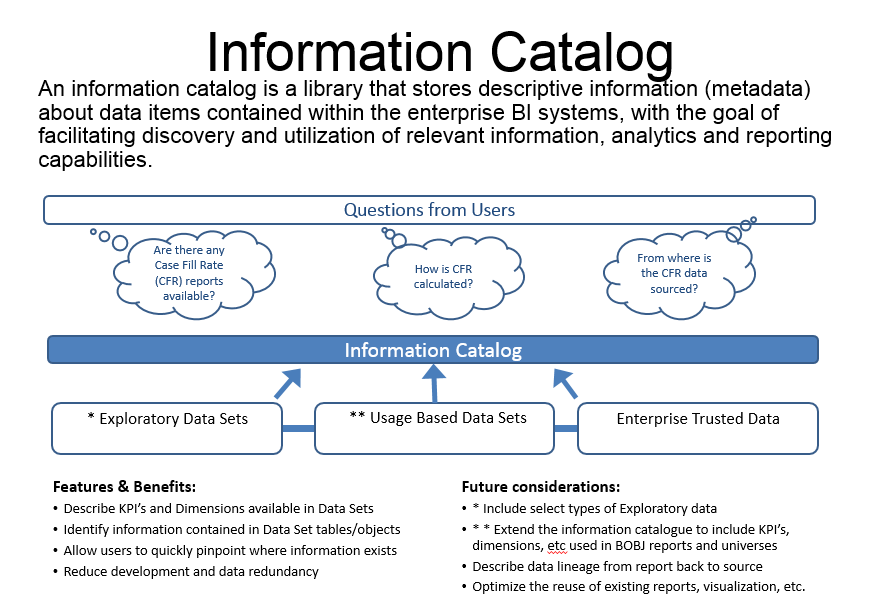 Information Catalog
An information catalog is a library that stores descriptive information (metadata)
about data items contained within the enterprise BI systems, with the goal of
facilitating discovery and utilization of relevant information, analytics and reporting
capabilities.
Questions from Users
Are there any
Case Fill Rate
(CFR) reports
available?
How is CFR
calculated?
From where is
the CFR data
sourced?
Information Catalog
* Exploratory Data Sets
** Usage Based Data Sets
Enterprise Trusted Data
Features & Benefits:
• Describe KPI's and Dimensions available in Data Sets
• Identify information contained in Data Set tables/objects
• Allow users to quickly pinpoint where information exists
• Reduce development and data redundancy
Future considerations:
• * Include select types of Exploratory data
• * * Extend the information catalogue to include KPI's,
dimensions, etc used in BOBJ reports and universes
• Describe data lineage from report back to source
• Optimize the reuse of existing reports, visualization, etc.